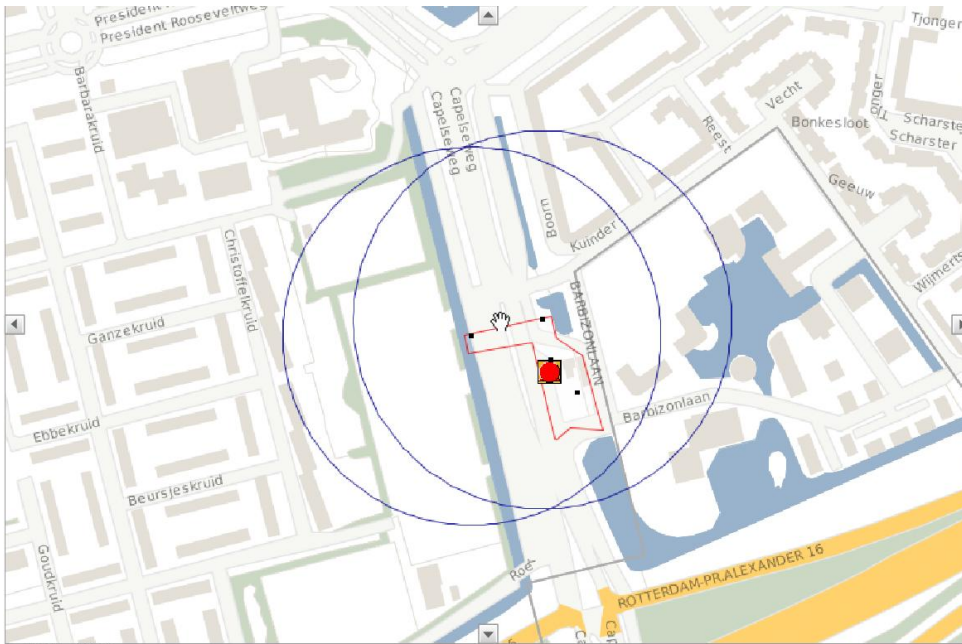 President
President Rooseveltweg
Tjonger
Barbarakruid
Capelseweg
Capelseweg
Vecht
Tjonger
Reest
Bonkesloot
Scharster
Scharster
Geeuw
Boorn
Kuinder
Christoffelkruid
Wijmerts
Ganzekruid
BARBIZONLAAN
Barbizonlaan
Ebbekruid
Beursjeskruid
Goudkruid
ROTTERDAM-PR.ALEXANDER 16